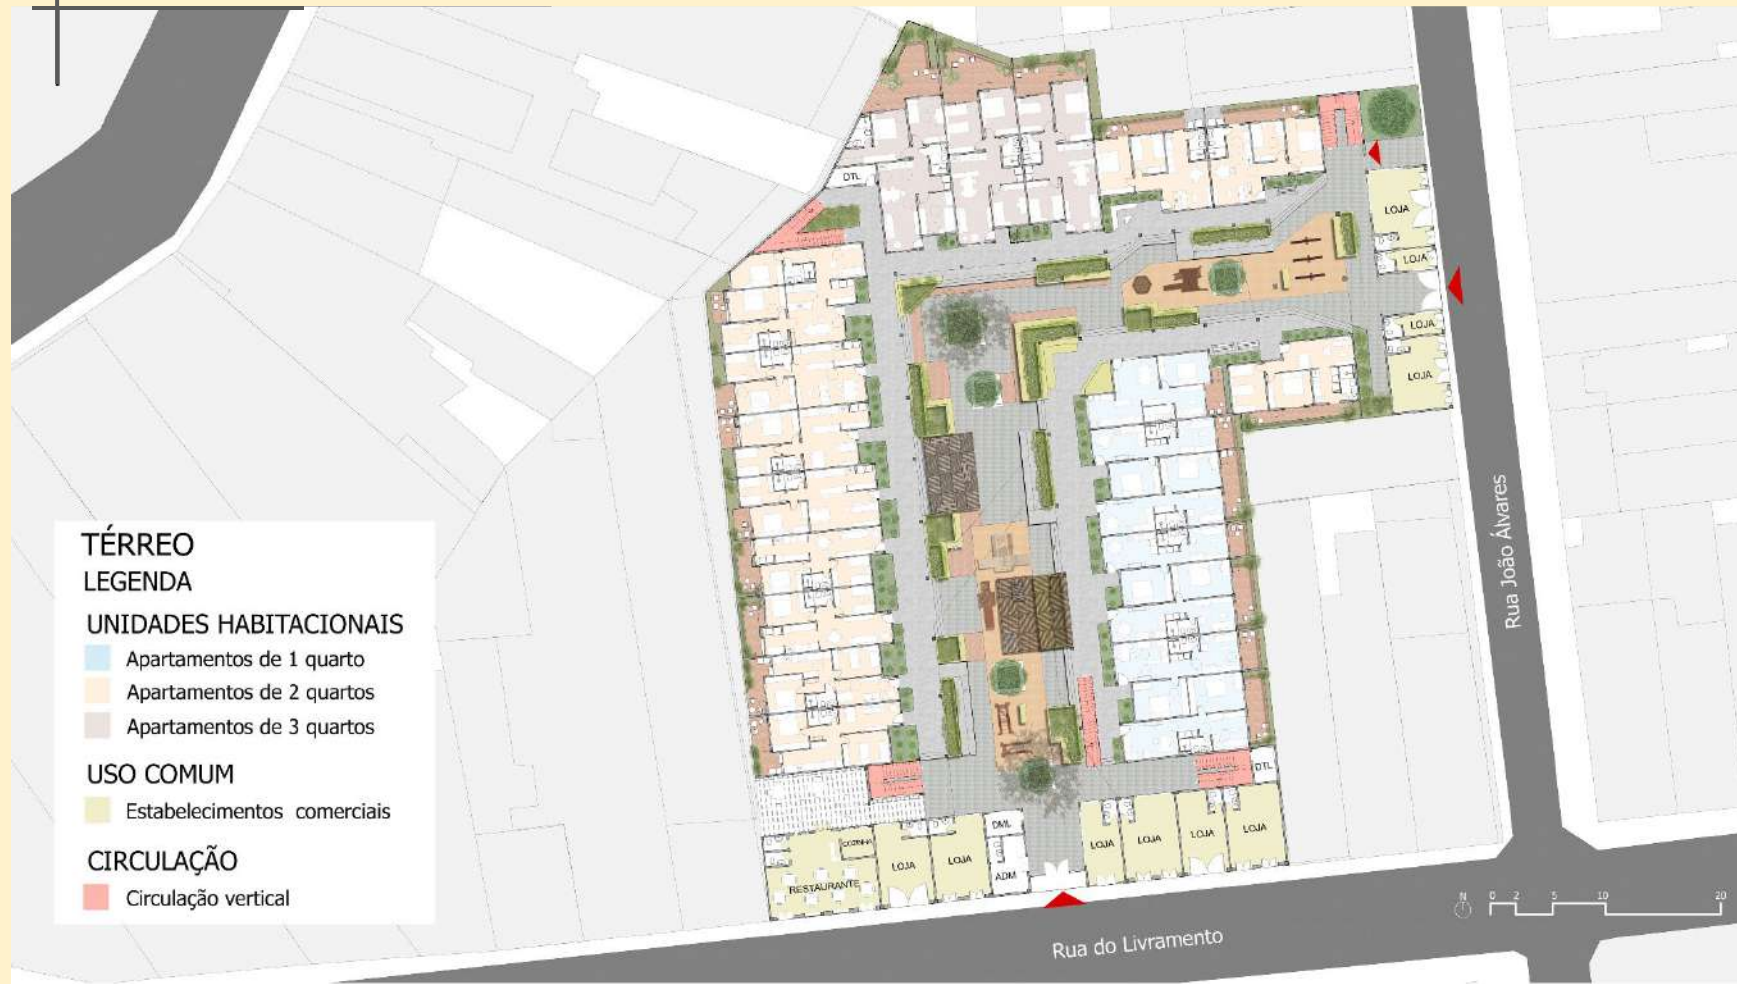 DTL
LOJA
LOJA
LOJA
LOJA
Rua João Álvares
TÉRREO
LEGENDA
UNIDADES HABITACIONAIS
Apartamentos de 1 quarto
Apartamentos de 2 quartos
Apartamentos de 3 quartos
USO COMUM
Estabelecimentos comerciais
CIRCULAÇÃO
Circulação vertical
DTL
COZINHA
RESTAURANTE
LOJA
LOJA
DML
ADM
LOJA
LOJA
LOJA
LOJA
Rua do Livramento
N
0 2 5 10 20